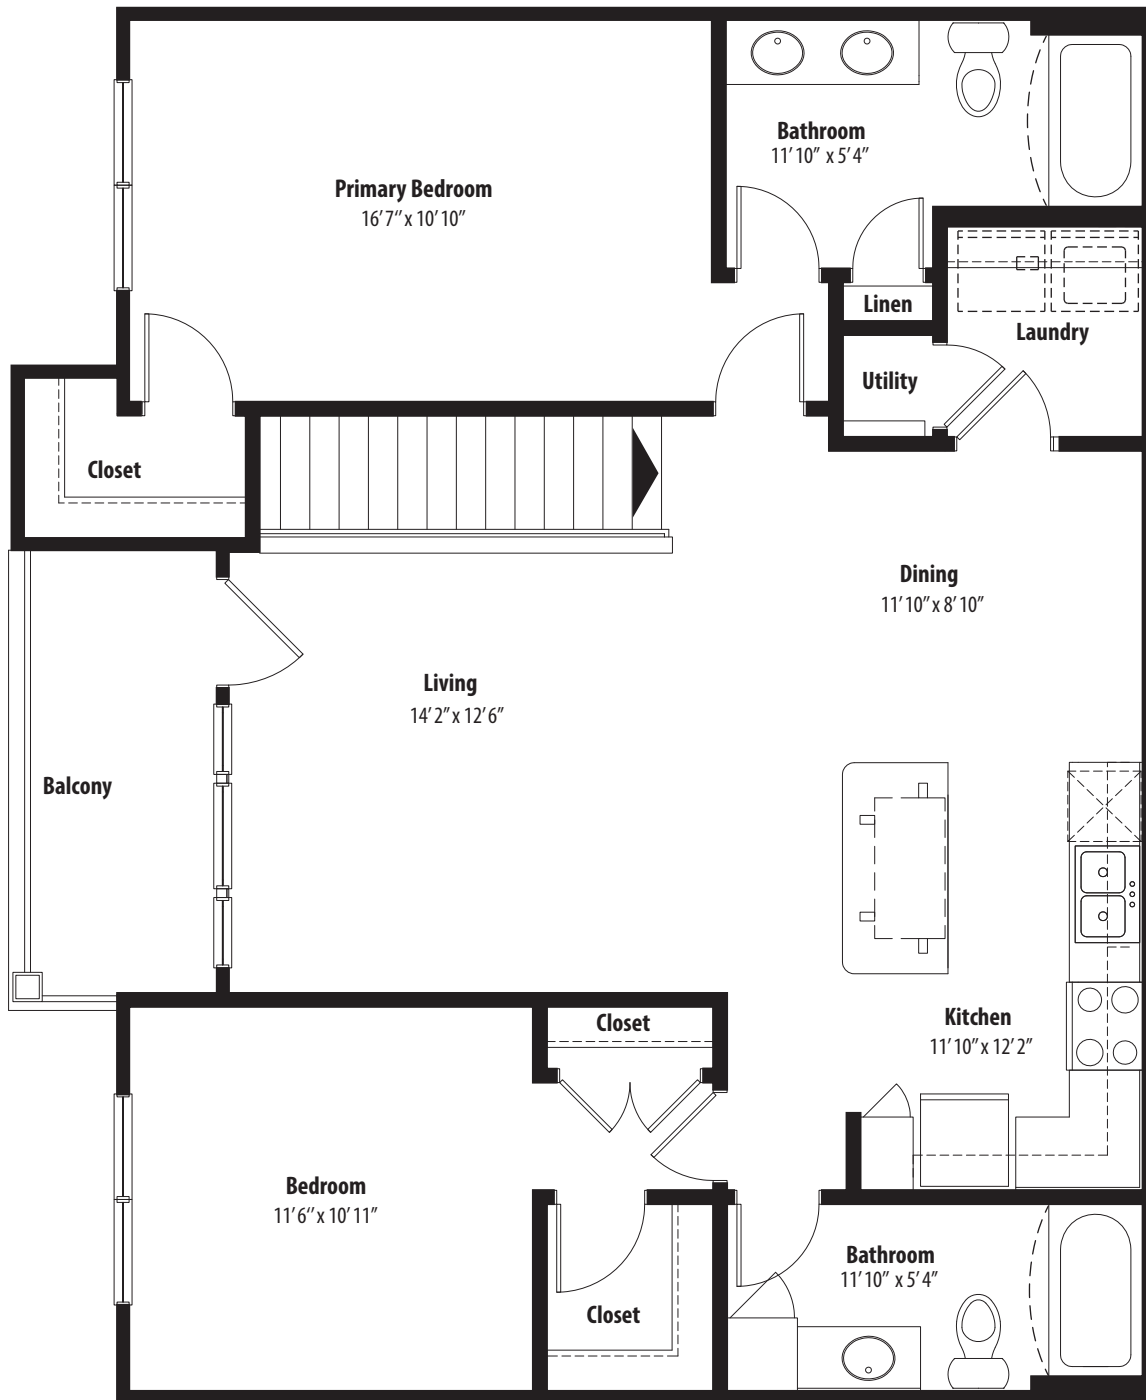 Bathroom
11’10” x 5’4”
Primary Bedroom
16’7” x 10’10”
Linen
Laundry
Utility
Closet
Dining
11’10” x 8’10”
Living
14’2” x 12’6”
Balcony
Kitchen
11’10” x 12’2”
Closet
Bedroom
11’6” x 10’11”
Bathroom
11’10” x 5’4”
Closet